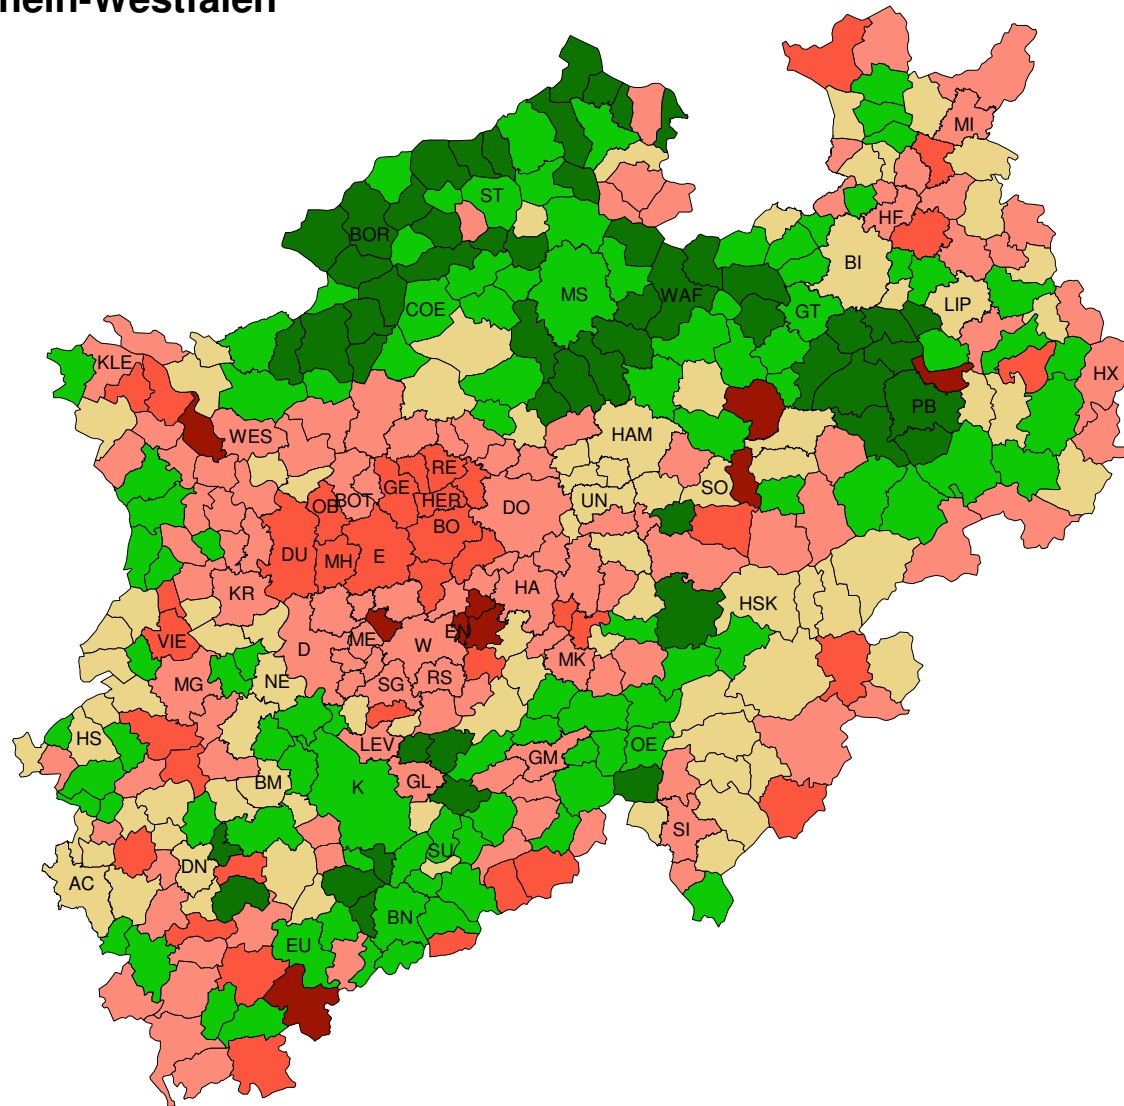 hein-Westfalen
MI
ST
HF
BOR
BI
MS
WAF
LIP
COE
GT
KLE
HX
PB
WES
HAM
RE
GE
SO
OB
BOT
HER
UN
DO
BO
DU
MH
E
HA
KR
HSK
EN
VIE
ME
W
D
MK
RS
MG
NE
SG
HS
LEV
OE
GM
BM
GL
K
SI
SU
DN
AC
BN
EU